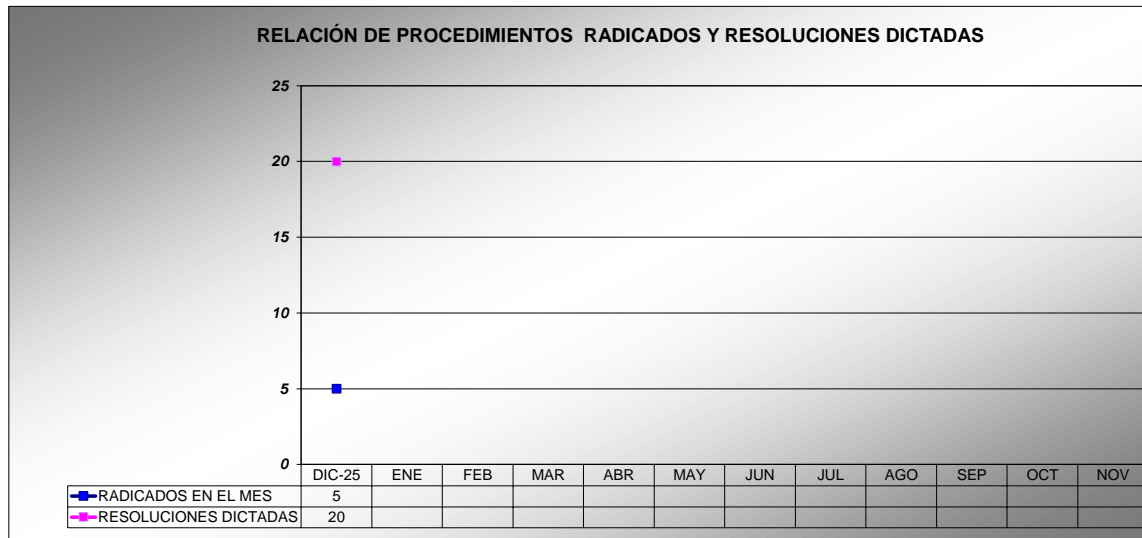 RELACIÓN DE PROCEDIMIENTOS RADICADOS Y RESOLUCIONES DICTADAS
25
20
15
10
5
0
DIC-25 ENE FEB MAR ABR MAY JUN JUL AGO SEP OCT NOV
RADICADOS EN EL MES 5
RESOLUCIONES DICTADAS 20